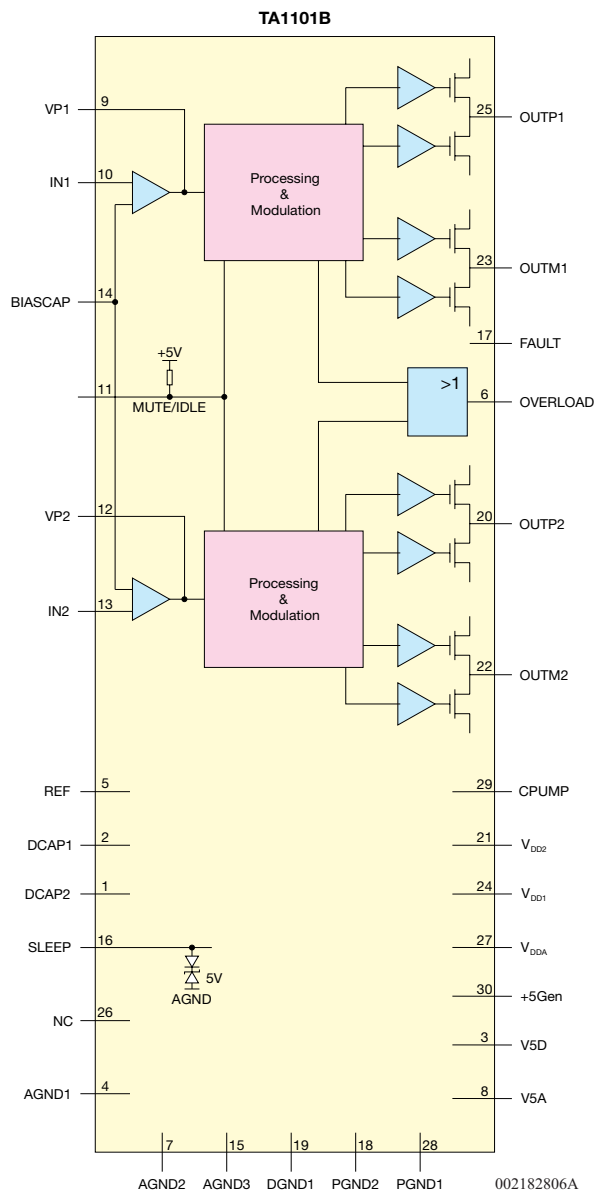 TA1101B
VP1
9
IN1
10
BIASCAP
14
+5V
11
MUTE/IDLE
VP2
12
IN2
13
Processing
&
Modulation
Processing
&
Modulation
25
OUTP1
23
OUTM1
17
FAULT
>1
6
OVERLOAD
20
OUTP2
22
OUTM2
REF
5
DCAP1
2
DCAP2
1
SLEEP
16
5V
AGND
NC
26
AGND1
4
29
CPUMP
21
VDD2
24
VDD1
27
VDDA
30
+5Gen
3
V5D
8
V5A
7
15
19
18
28
AGND2
AGND3
DGND1
PGND2
PGND1
002182806A